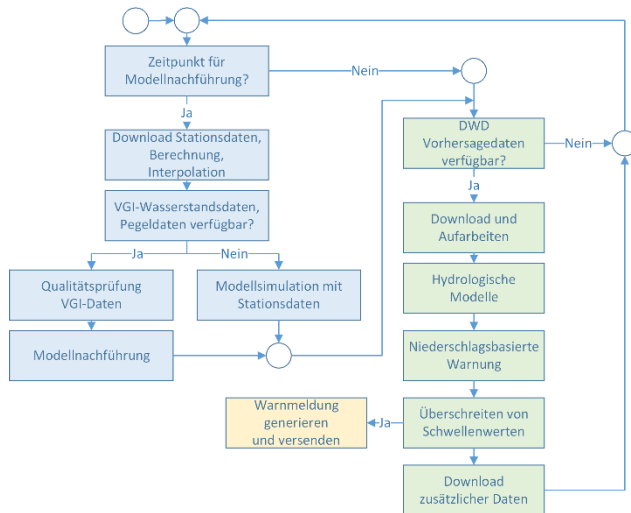 Zeitpunkt für
Modellnachführung?
Nein
Ja
Download Stationsdaten,
Berechnung,
Interpolation
VGI-Wasserstandsdaten,
Pegeldaten verfügbar?
Ja
Nein
Qualitätsprüfung
VGI-Daten
Modellsimulation mit
Stationsdaten
Modellnachführung
DWD
Vorhersagedaten
verfügbar?
Nein
Ja
Download und
Aufarbeiten
Hydrologische
Modelle
Niederschlagsbasierte
Warnung
Überschreiten von
Schwellenwerten
Ja
Warnmeldung
generieren
und versenden
Download
zusätzlicher Daten